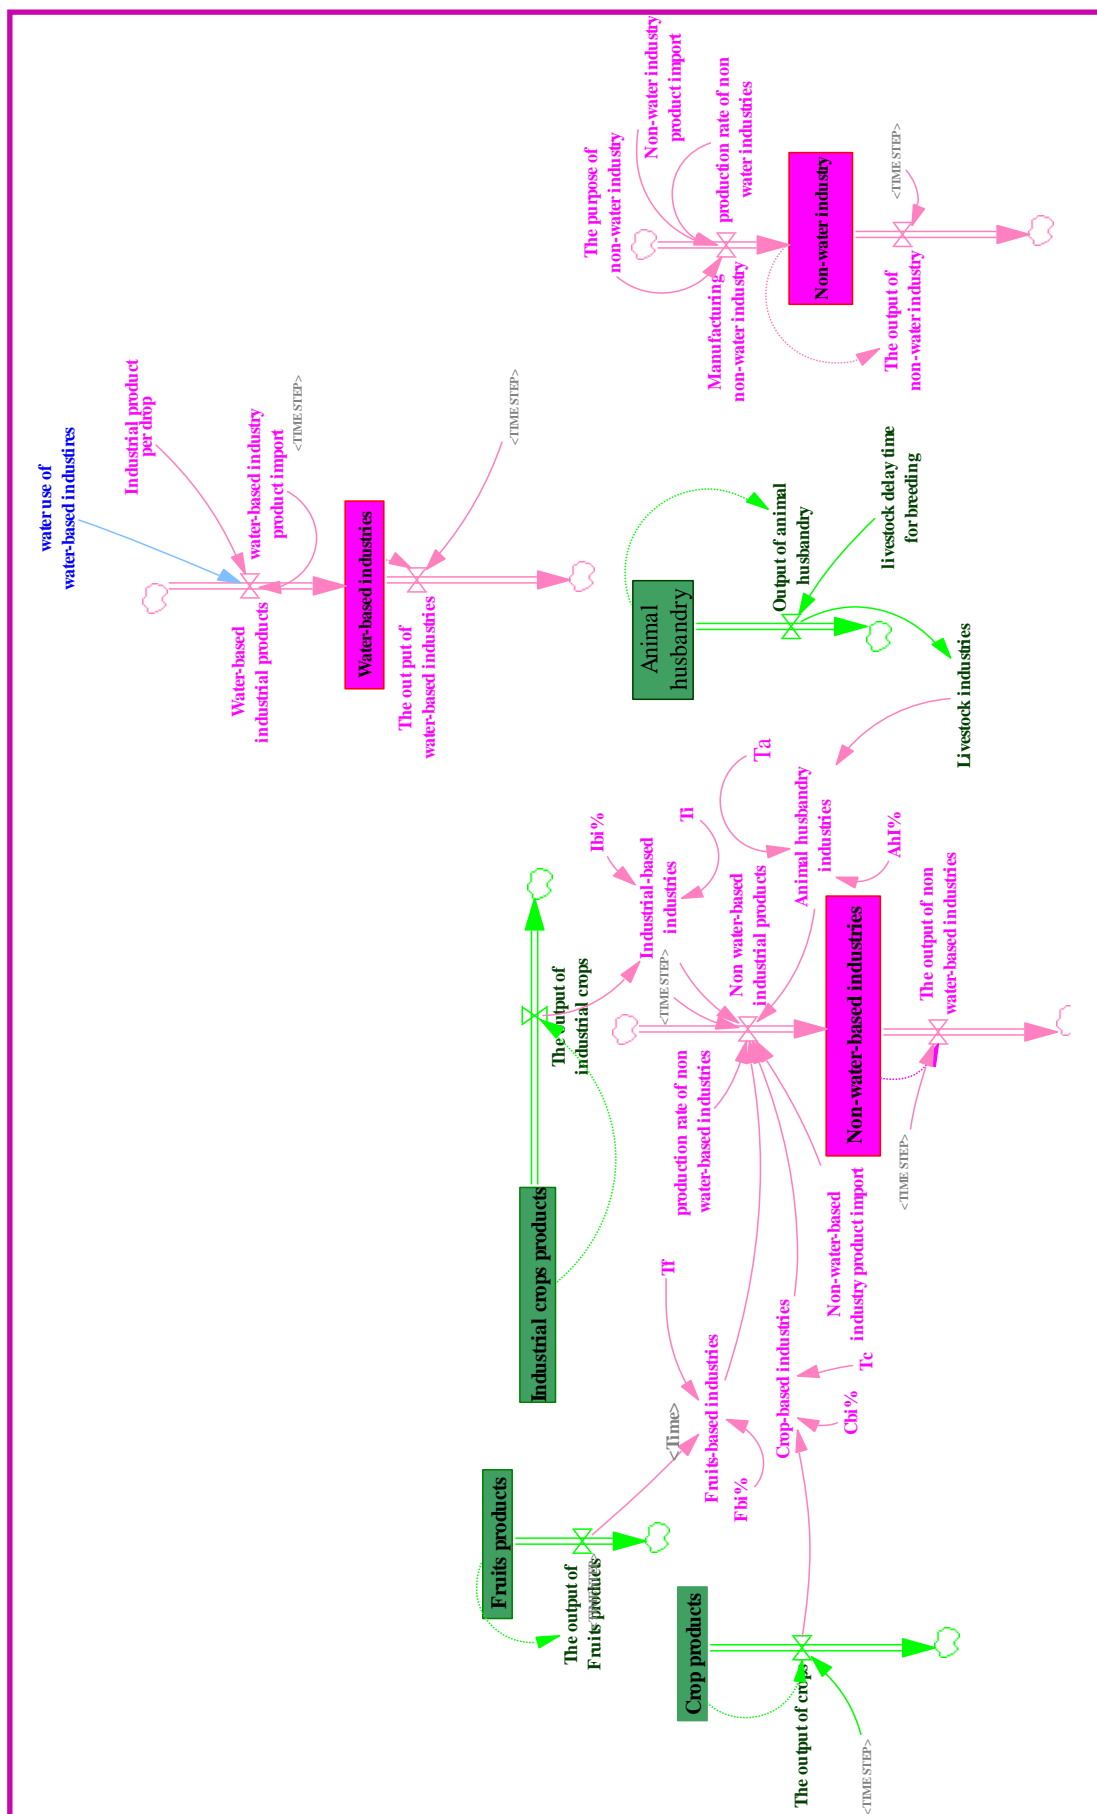 water use of
water-based industires
Industrial product
per drop
water-based industry
product import
<TIME STEP>
Water-based
industrial products
Water-based industries
The out put of
water-based industries
<TIME STEP>
The purpose of
non-water industry
Non-water industry
product import
production rate of non
water industries
Manufacturing
non-water industry
Non-water industry
<TIME STEP>
The output of
non-water industry
Animal
husbandry
Output of animal
husbandry
livestock delay time
for breeding
Livestock industries
Industrial crops products
The output of
industrial crops
Ibi%
Ti
Industrial-based
industries
Ta
Animal husbandry
industries
AhI%
<TIME STEP>
Non water-based
industrial products
production rate of non
water-based industries
Non-water-based industries
The output of non
water-based industries
<TIME STEP>
Non-water-based
industry product import
Fruits products
The output of
Fruits products
<TIME STEP>
<Time>
Tf
Fruits-based industries
Fbi%
Crop-based industries
Tc
Cbi%
Crop products
The output of crops
<TIME STEP>